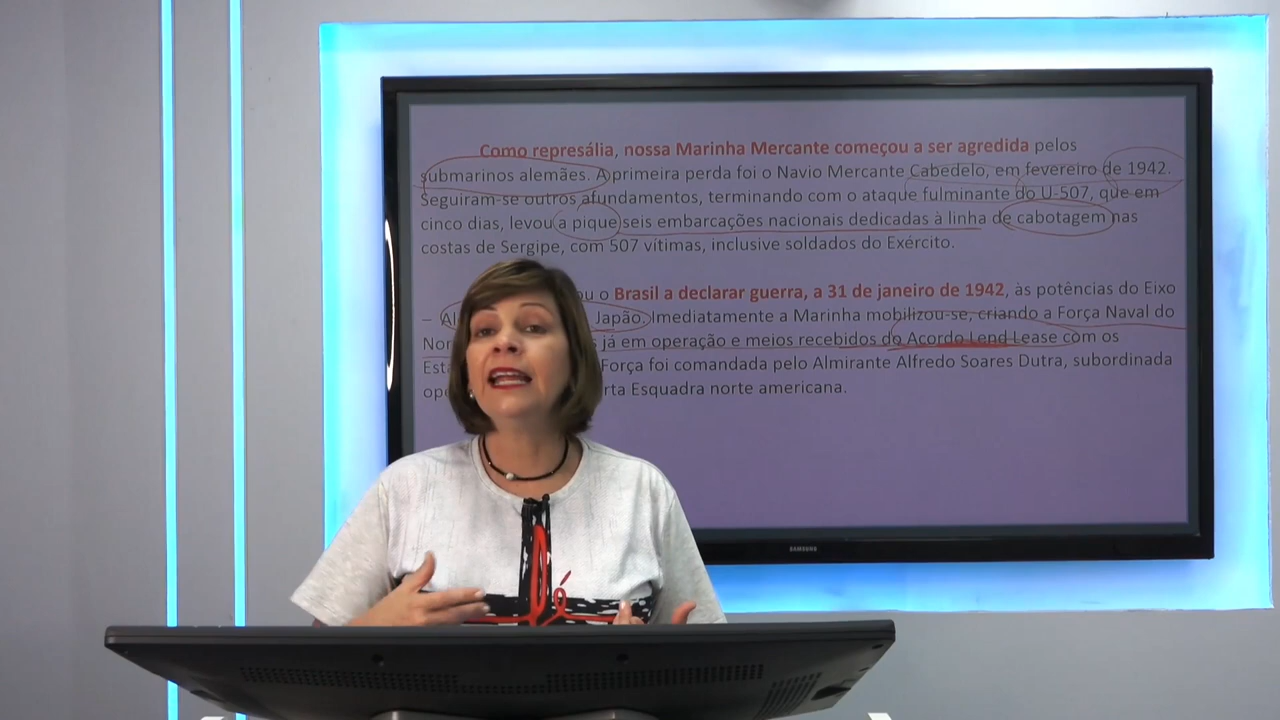 Como represália, nossa Marinha Mercante começou a ser agredida pelos
submarinos alemães. A primeira perda foi o Navio Mercante Cabedelo, em fevereiro de 1942.
Seguiram-se outros afundamentos, terminando com o ataque fulminante do U-507, que em
cinco dias, levou a pique seis embarcações nacionais dedicadas à linha de cabotagem nas
costas de Sergipe, com 507 vítimas, inclusive soldados do Exército.
o Brasil a declarar guerra, a 31 de janeiro de 1942, às potências do Eixo
– Japão. Imediatamente a Marinha mobilizou-se, criando a Força Naval do
já em operação e meios recebidos do Acordo Lend Lease com os
Força foi comandada pelo Almirante Alfredo Soares Dutra, subordinada
Esquadra norte americana.
SAMSUNG
fé